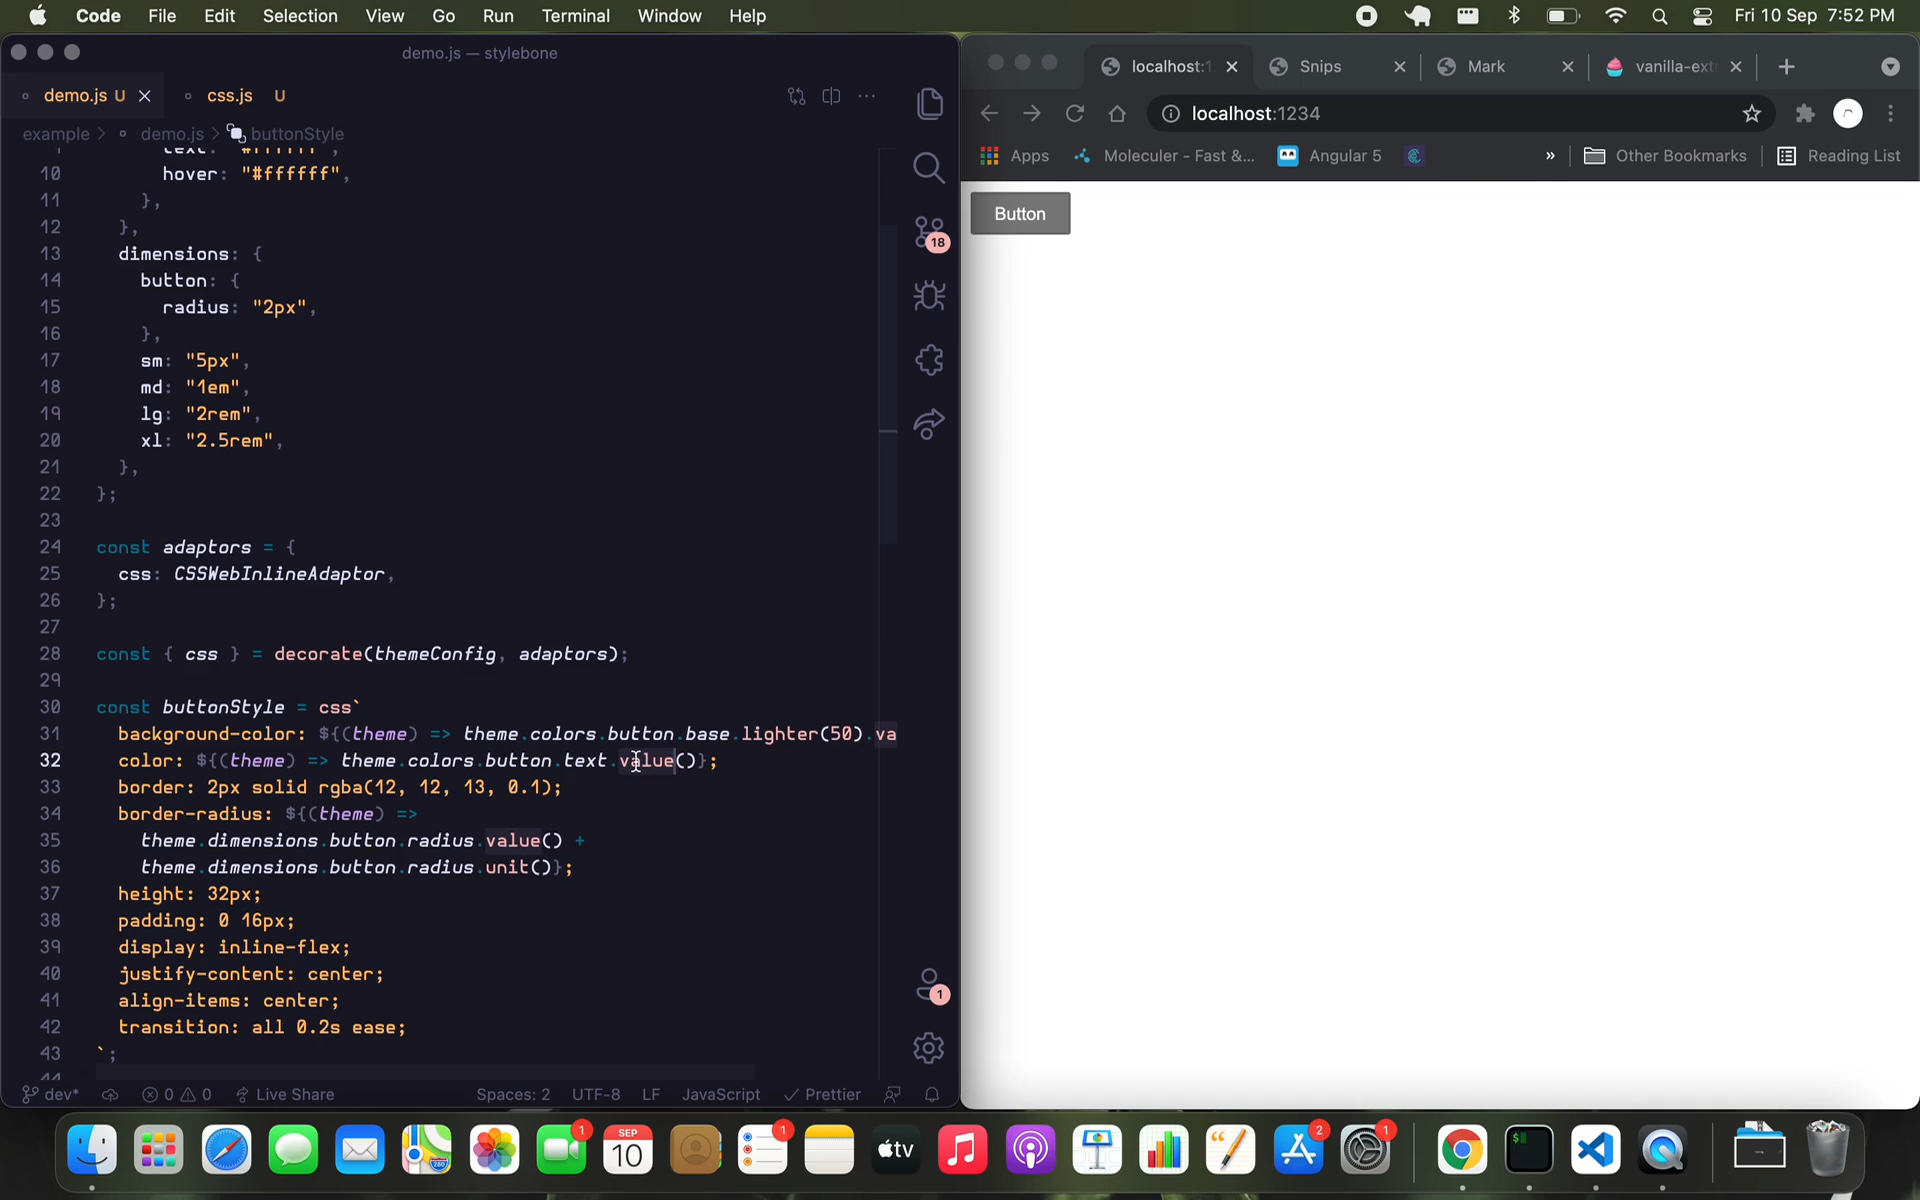 Code File Edit Selection View Go Run Terminal Window Help Fri 10 Sep 7:52 PM
demo.js — stylebone
demo.js U css.js U
example > demo.js > buttonStyle
text: "#ffffff",
10 hover: "#ffffff",
11 },
12 },
13 dimensions: {
14 button: {
15 radius: "2px",
16 },
17 sm: "5px",
18 md: "1em",
19 lg: "2rem",
20 xl: "2.5rem",
21 },
22 };
23
24 const adaptors = {
25 css: CSSWebInlineAdaptor,
26 };
27
28 const { css } = decorate(themeConfig, adaptors);
29
30 const buttonStyle = css`
31 background-color: ${(theme) => theme.colors.button.base.lighter(50).va
32 color: ${(theme) => theme.colors.button.text.value()};
33 border: 2px solid rgba(12, 12, 13, 0.1);
34 border-radius: ${(theme) =>
35 theme.dimensions.button.radius.value() +
36 theme.dimensions.button.radius.unit()};
37 height: 32px;
38 padding: 0 16px;
39 display: inline-flex;
40 justify-content: center;
41 align-items: center;
42 transition: all 0.2s ease;
43 `;
44
18
1
dev* 0 0 Live Share Spaces: 2 UTF-8 LF JavaScript Prettier
localhost:1 Snips Mark vanilla-ext
localhost:1234
Apps Moleculer - Fast &... Angular 5 » Other Bookmarks Reading List
Button
1 SEP 10 1 tv 2 1
280
$